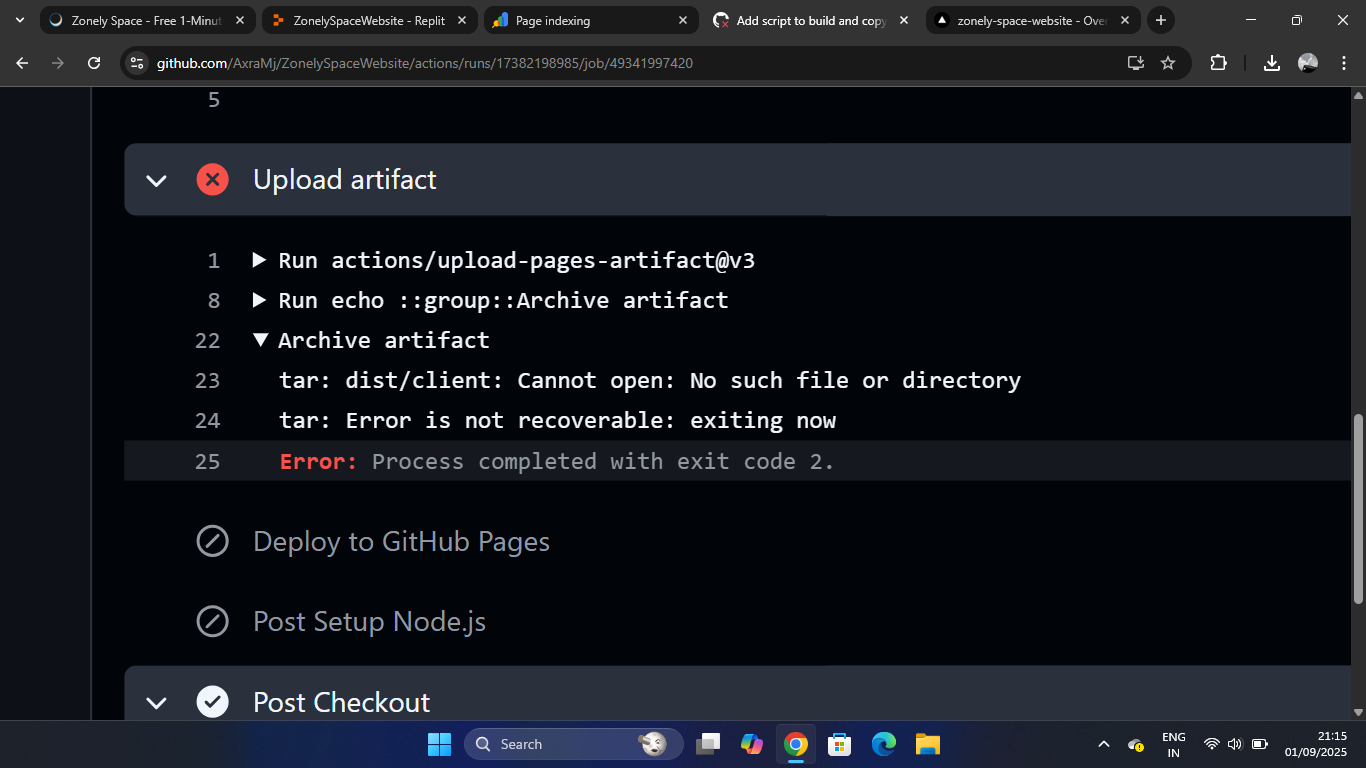 Zonely Space - Free 1-Minut
ZonelySpaceWebsite - Replit
Page indexing
Add script to build and copy
zonely-space-website - Over
github.com/AxraMj/ZonelySpaceWebsite/actions/runs/17382198985/job/49341997420
5
Upload artifact
1 Run actions/upload-pages-artifact@v3
8 Run echo ::group::Archive artifact
22 Archive artifact
23 tar: dist/client: Cannot open: No such file or directory
24 tar: Error is not recoverable: exiting now
25 Error: Process completed with exit code 2.
Deploy to GitHub Pages
Post Setup Node.js
Post Checkout
Search
ENG
IN
21:15
01/09/2025